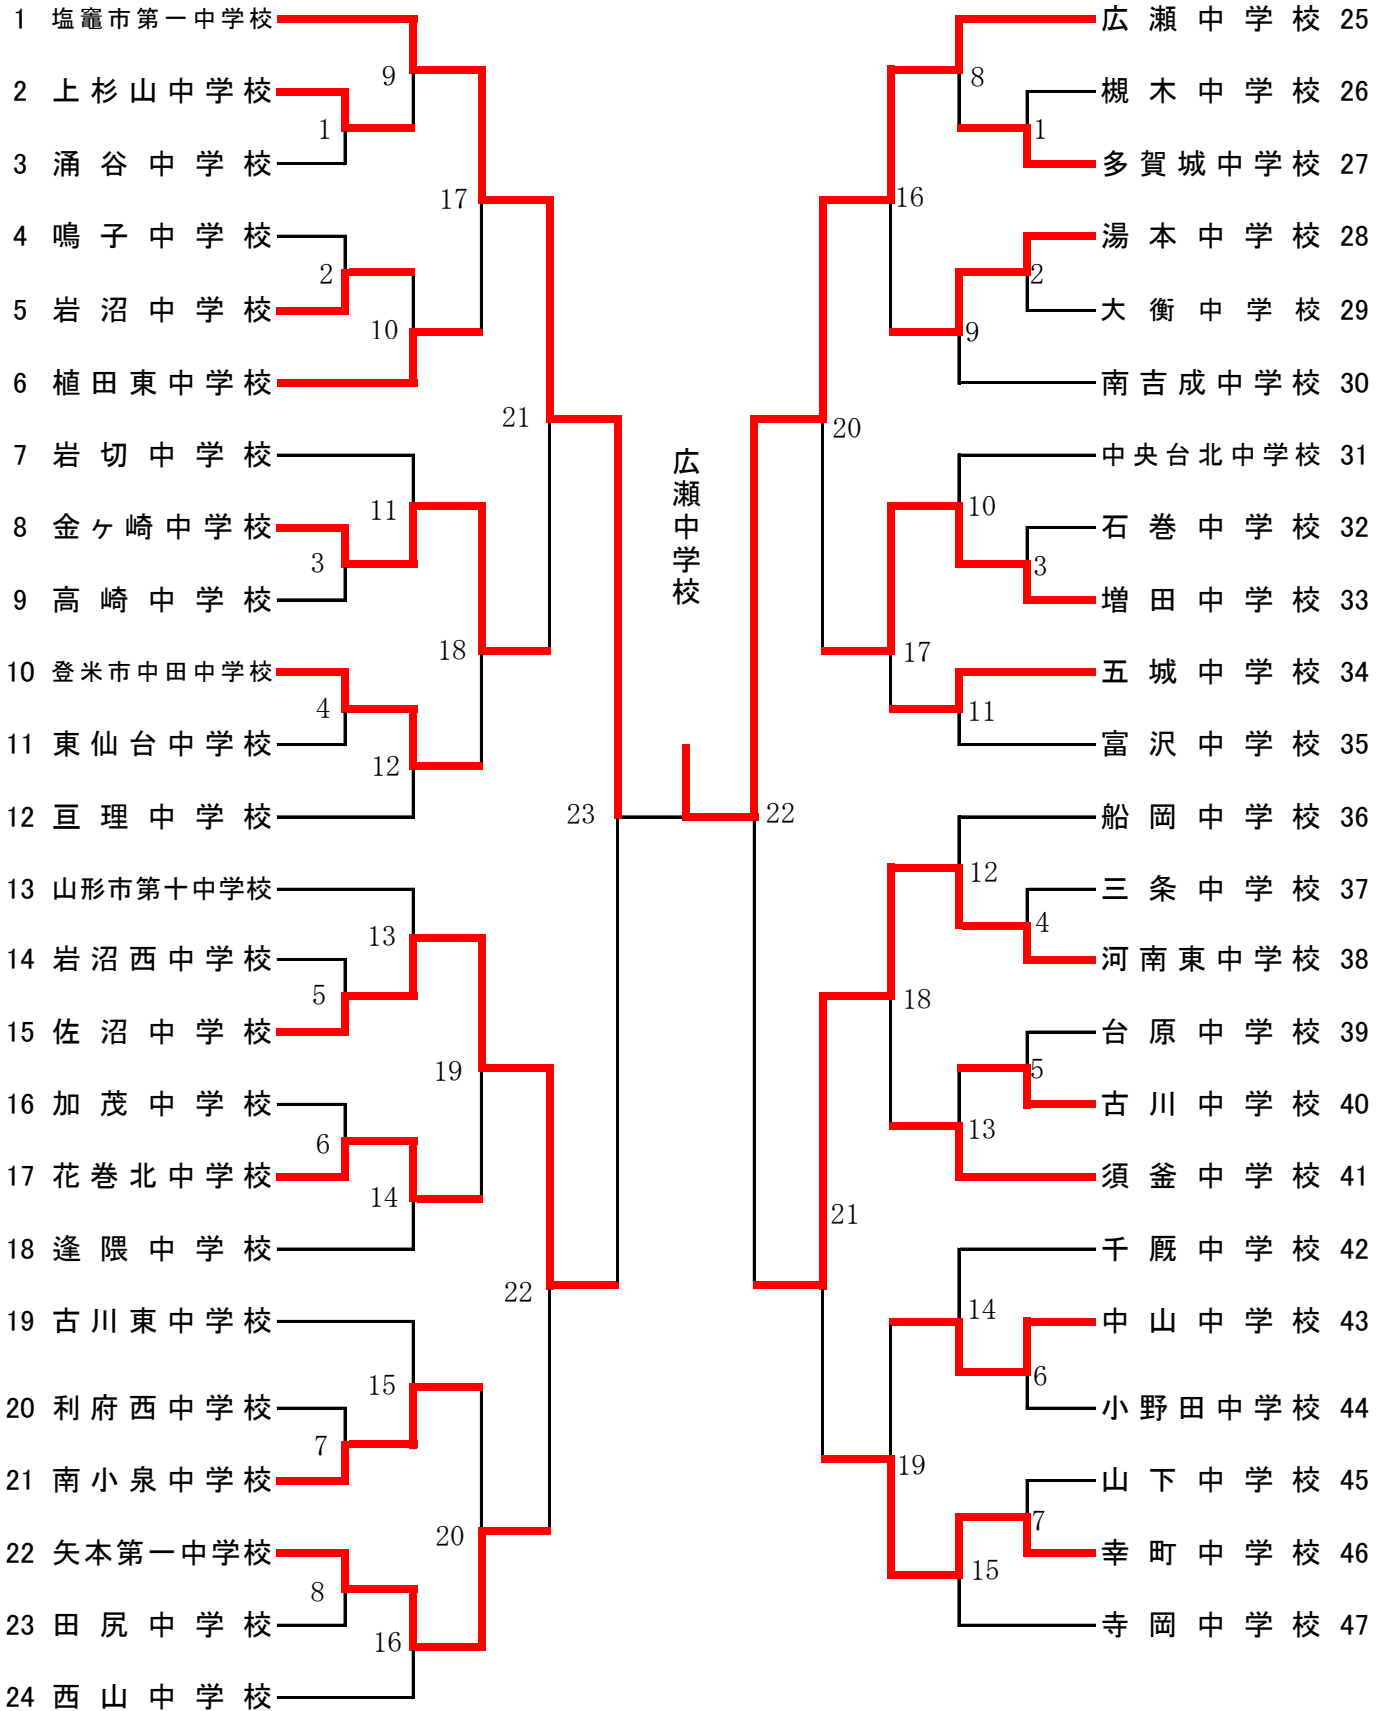 1 塩竈市第一中学校
2 上杉山中学校
3 涌谷中学校
4 鳴子中学校
5 岩沼中学校
6 植田東中学校
7 岩切中学校
8 金ヶ崎中学校
9 高崎中学校
10 登米市中田中学校
11 東仙台中学校
12 亘理中学校
13 山形市第十中学校
14 岩沼西中学校
15 佐沼中学校
16 加茂中学校
17 花巻北中学校
18 逢隈中学校
19 古川東中学校
20 利府西中学校
21 南小泉中学校
22 矢本第一中学校
23 田尻中学校
24 西山中学校
1
2
3
4
5
6
7
8
9
10
11
12
13
14
15
16
17
18
19
20
21
22
23
広瀬中学校
22
20
21
16
17
18
19
8
9
10
11
12
13
14
15
1
2
3
4
5
6
7
広瀬中学校 25
槻木中学校 26
多賀城中学校 27
湯本中学校 28
大衡中学校 29
南吉成中学校 30
中央台北中学校 31
石巻中学校 32
増田中学校 33
五城中学校 34
富沢中学校 35
船岡中学校 36
三条中学校 37
河南東中学校 38
台原中学校 39
古川中学校 40
須釜中学校 41
千厩中学校 42
中山中学校 43
小野田中学校 44
山下中学校 45
幸町中学校 46
寺岡中学校 47